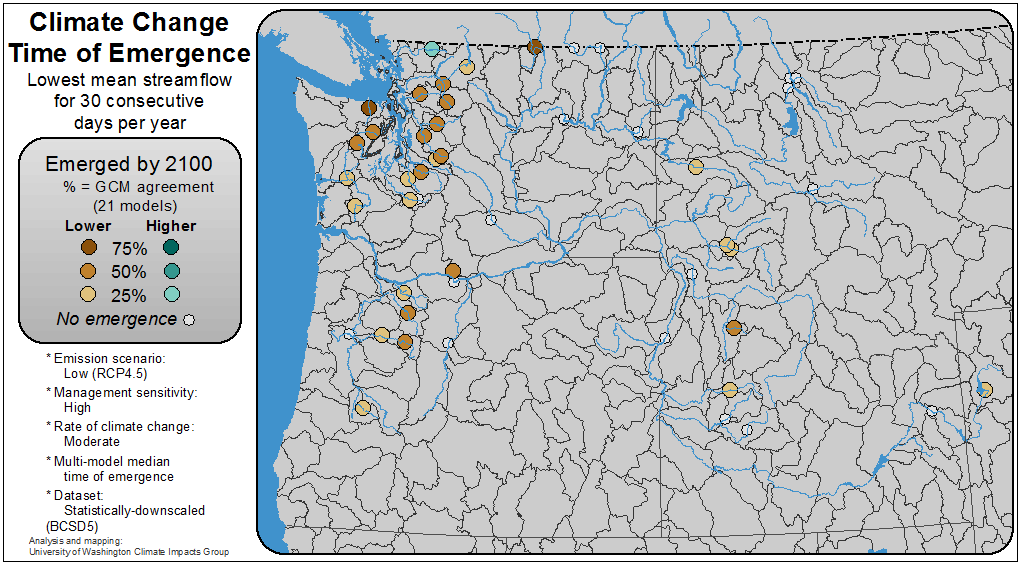 Climate Change
Time of Emergence
Lowest mean streamflow
for 30 consecutive
days per year
Emerged by 2100
% = GCM agreement
(21 models)
Lower Higher
75%
50%
25%
No emergence
* Emission scenario:
Low (RCP4.5)
* Management sensitivity:
High
* Rate of climate change:
Moderate
* Multi-model median
time of emergence
* Dataset:
Statistically-downscaled
(BCSD5)
Analysis and mapping:
University of Washington Climate Impacts Group